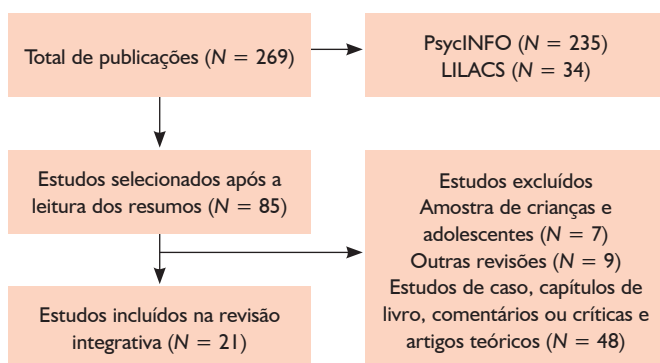 Total de publicações (N = 269)
PsycINFO (N = 235)
LILACS (N = 34)
Estudos selecionados após a
leitura dos resumos (N = 85)
Estudos excluídos
Amostra de crianças e
adolescentes (N = 7)
Outras revisões (N = 9)
Estudos de caso, capítulos de
livro, comentários ou críticas e
artigos teóricos (N = 48)
Estudos incluídos na revisão
integrativa (N = 21)